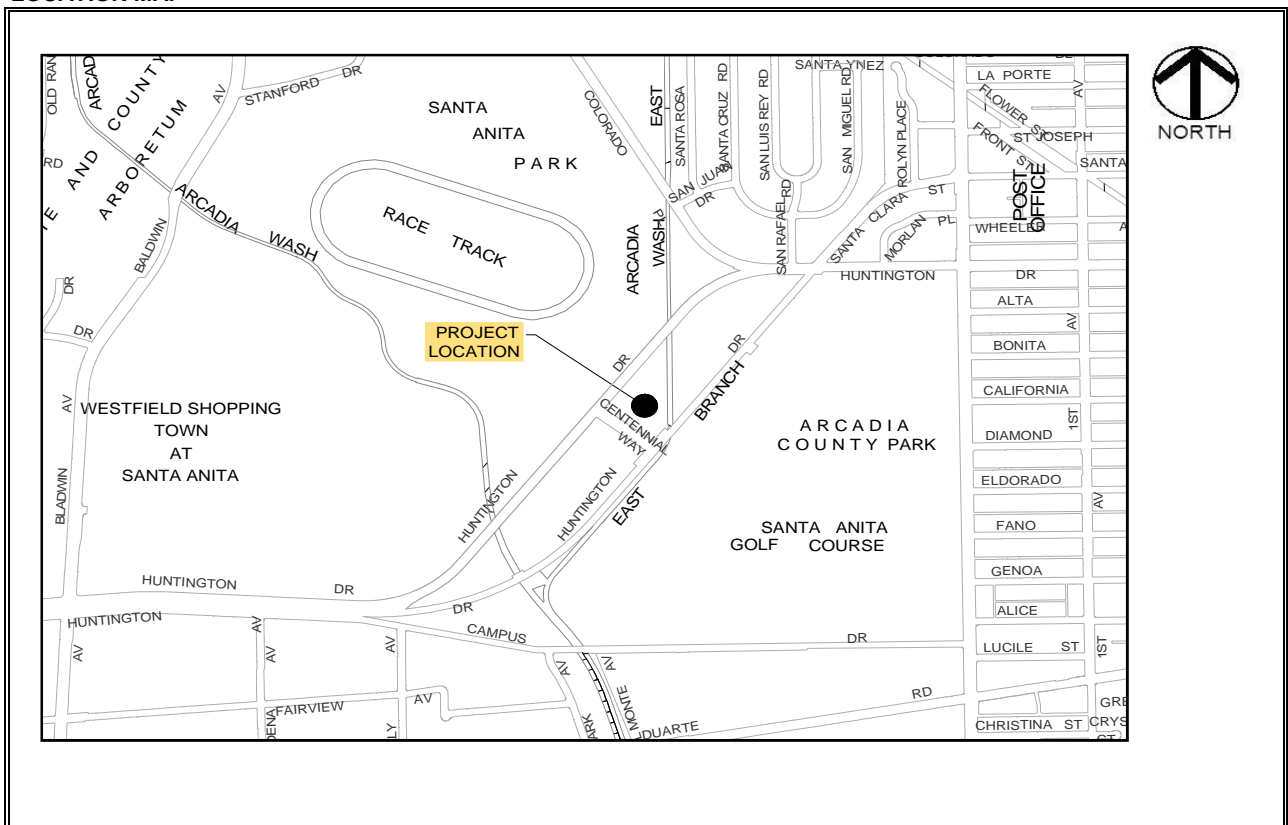 NORTH
OLD RAN
ARCAD
COUNTY
AND
ARBORETUM
AV
STANFORD DR
SANTA
ANITA
PARK
COLORADO
EAST
SANTA ROSA
SANTA CRUZ RD
SAN LUIS REY RD
SANTA YNEZ
SAN MIGUEL RD
ROLYN PLACE
LA PORTE
AV
FLOWER ST
FRONT ST
ST JOSEPH
SANTA
RD
ARCADIA
WASH
RACE TRACK
SAN JUAN
DR
ARCADIA
WASH
SAN RAFAEL RD
SANTA CLARA ST
MORLAN PL
POST
OFFICE
WHEELER
A
BALDWIN
HUNTINGTON DR
ALTA
DR
DR
PROJECT
LOCATION
DR
DR
AV
BONITA
CALIFORNIA
CENTENNIAL
WAY
BRANCH
AV
WESTFIELD SHOPPING
TOWN
AT
SANTA ANITA
ARCADIA
COUNTY PARK
1ST
DIAMOND
ELDORADO
BLADWIN
HUNTINGTON
HUNTINGTON
EAST
SANTA ANITA
GOLF COURSE
AV
FANO
GENOA
HUNTINGTON DR
DR
ALICE
HUNTINGTON
CAMPUS DR
LUCILE ST
1ST
AV
AV
AV
AV
AV
FAIRVIEW AV
DENA
LY
ARK
MONTE
DUARTE RD
GRE
CHRISTINA ST
CRYS
CT